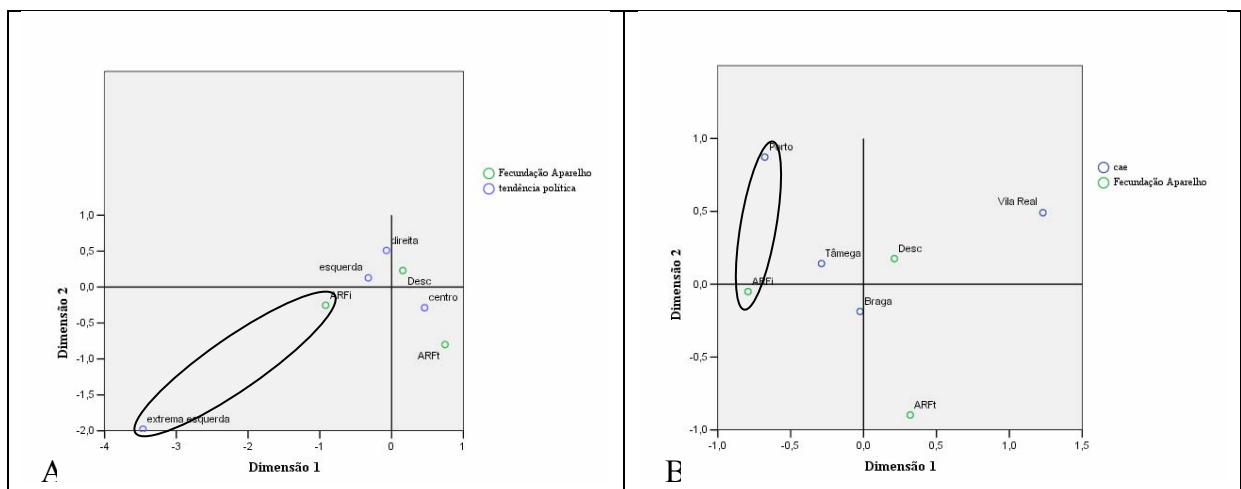 1,0
0,5
0,0
-0,5
-1,0
-1,5
-2,0
Dimensão 2
direita
esquerda
Desc
ARFi
centro
ARFt
extrema esquerda
-4
-3
-2
-1
0
1
Dimensão 1
Fecundação Aparelho
tendência política
A
1,0
0,5
0,0
-0,5
-1,0
Dimensão 2
Porto
Vila Real
Tâmega
Desc
ARFi
Braga
ARFt
-1,0
-0,5
0,0
0,5
1,0
1,5
Dimensão 1
cae
Fecundação Aparelho
B